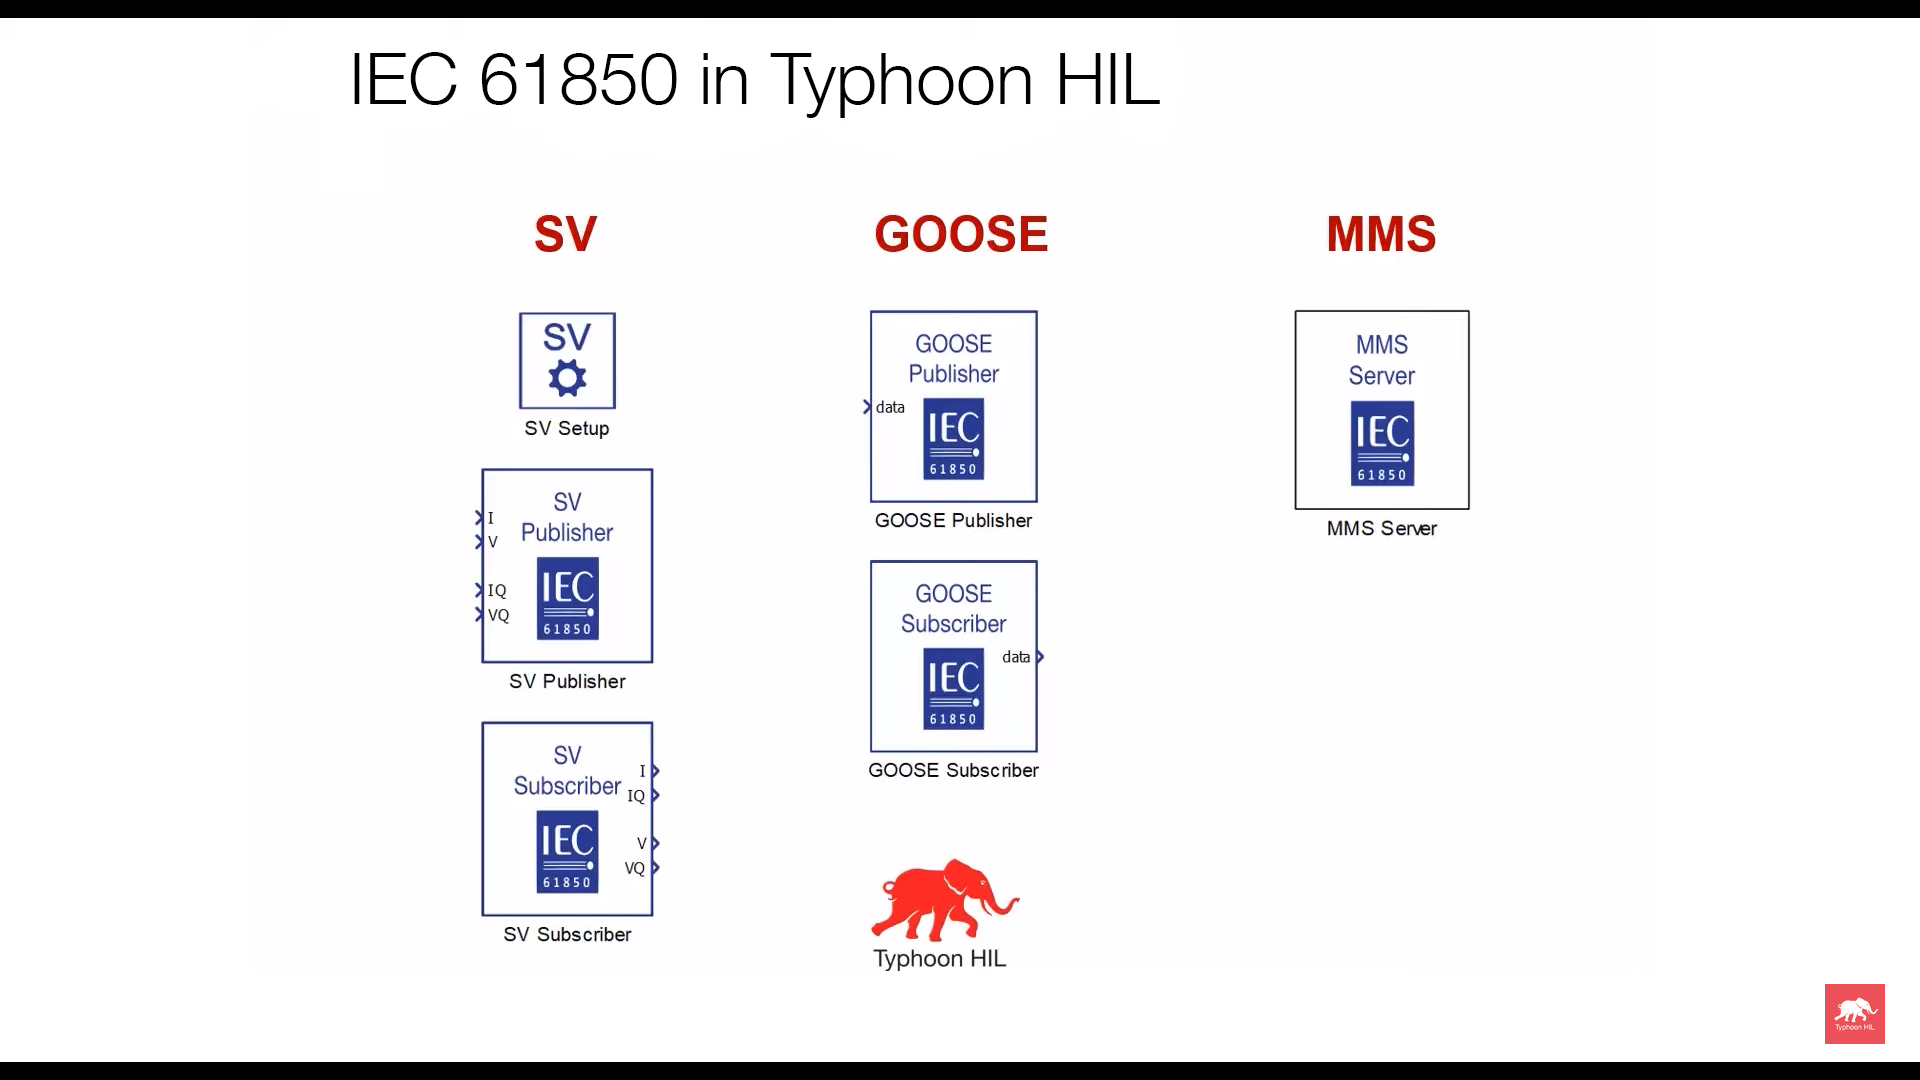 IEC 61850 in Typhoon HIL
SV
SV
SV Setup
SV
Publisher
I
V
IQ
VQ
IEC
61850
SV Publisher
SV
Subscriber
I
IQ
V
VQ
IEC
61850
SV Subscriber
GOOSE
GOOSE
Publisher
data
IEC
61850
GOOSE Publisher
GOOSE
Subscriber
data
IEC
61850
GOOSE Subscriber
Typhoon HIL
MMS
MMS
Server
IEC
61850
MMS Server
Typhoon HIL